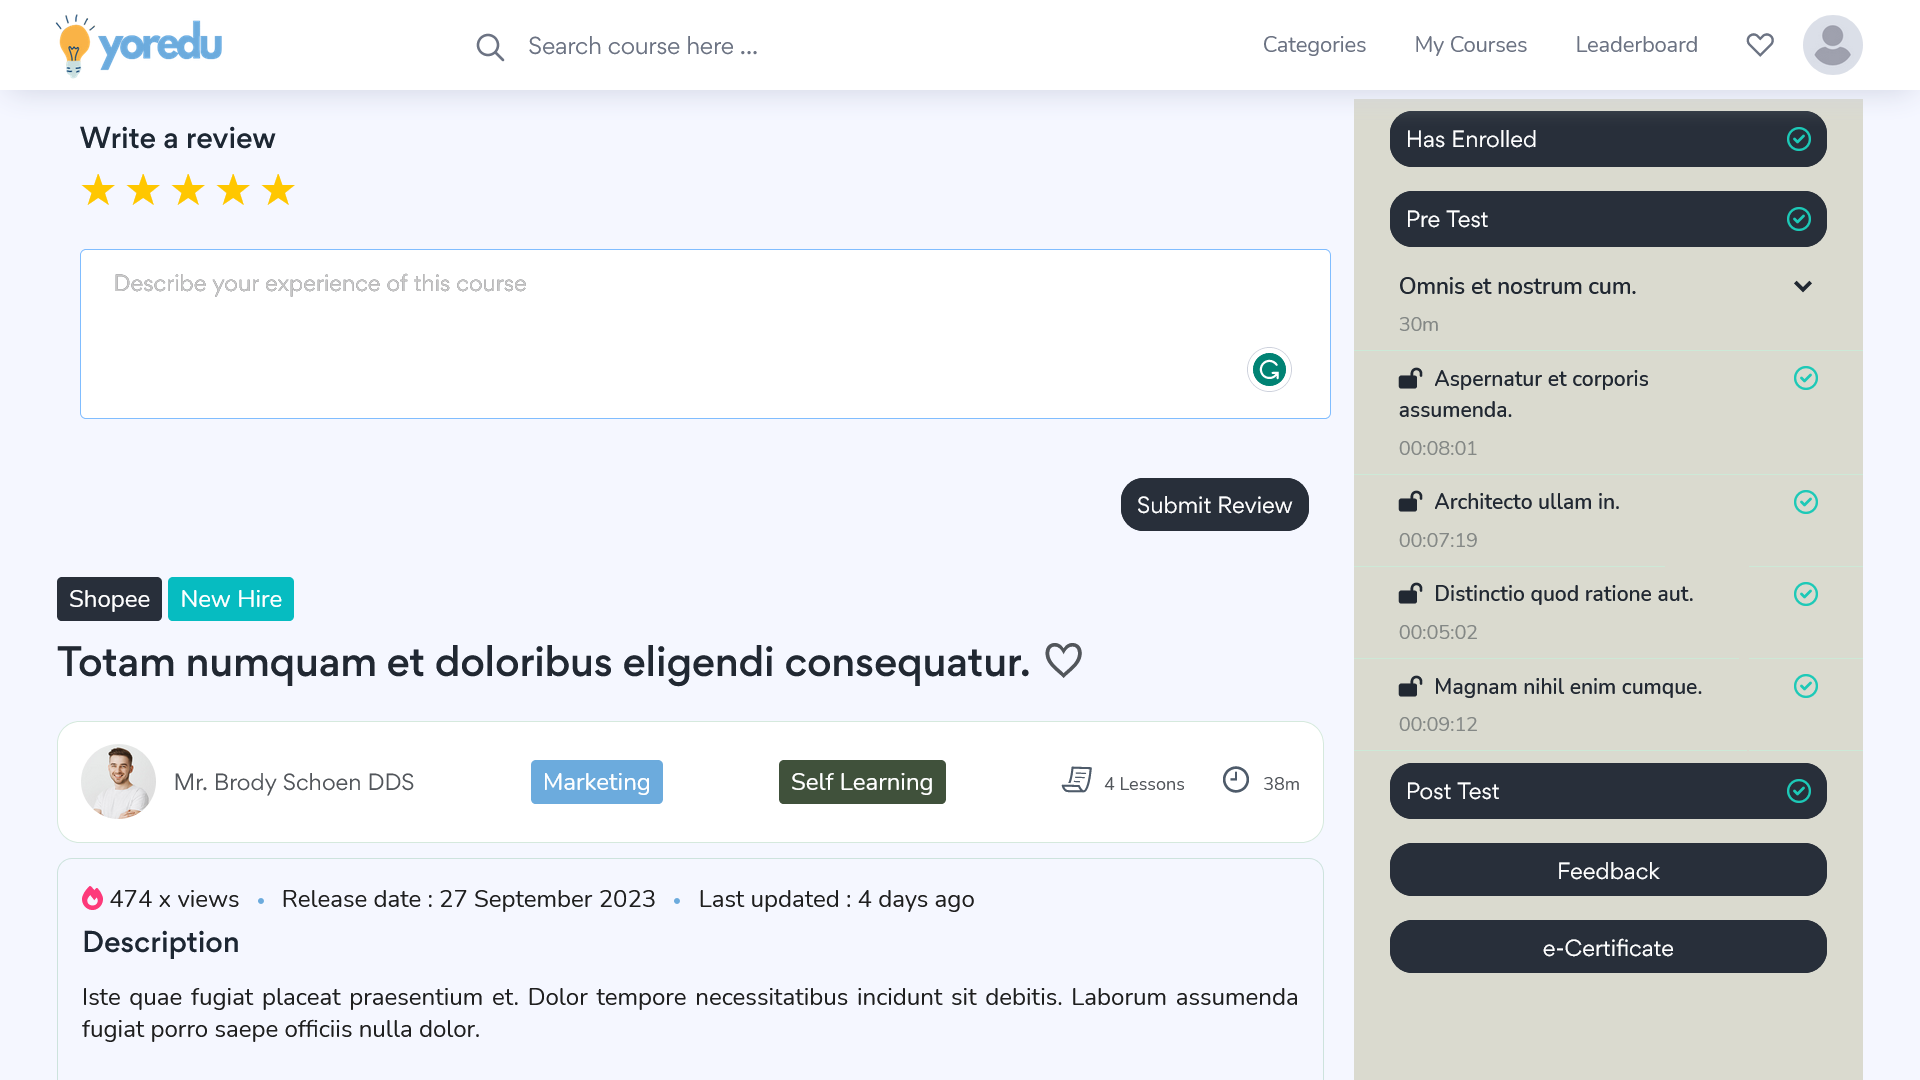 yoredu
Search course here ...
Categories
My Courses
Leaderboard
Write a review
Describe your experience of this course
Submit Review
Shopee
New Hire
Totam numquam et doloribus eligendi consequatur.
Mr. Brody Schoen DDS
Marketing
Self Learning
4 Lessons
38m
474 x views • Release date : 27 September 2023 • Last updated : 4 days ago
Description
Iste quae fugiat placeat praesentium et. Dolor tempore necessitatibus incidunt sit debitis. Laborum assumenda
fugiat porro saepe officiis nulla dolor.
Has Enrolled
Pre Test
Omnis et nostrum cum.
30m
Aspernatur et corporis
assumenda.
00:08:01
Architecto ullam in.
00:07:19
Distinctio quod ratione aut.
00:05:02
Magnam nihil enim cumque.
00:09:12
Post Test
Feedback
e-Certificate